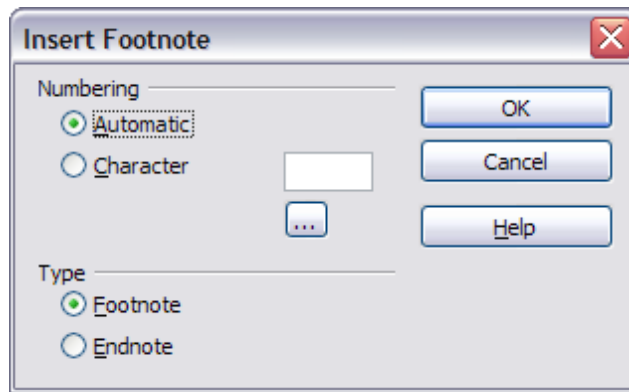 Insert Footnote
Numbering
Automatic
Character
...
Type
Footnote
Endnote
OK
Cancel
Help